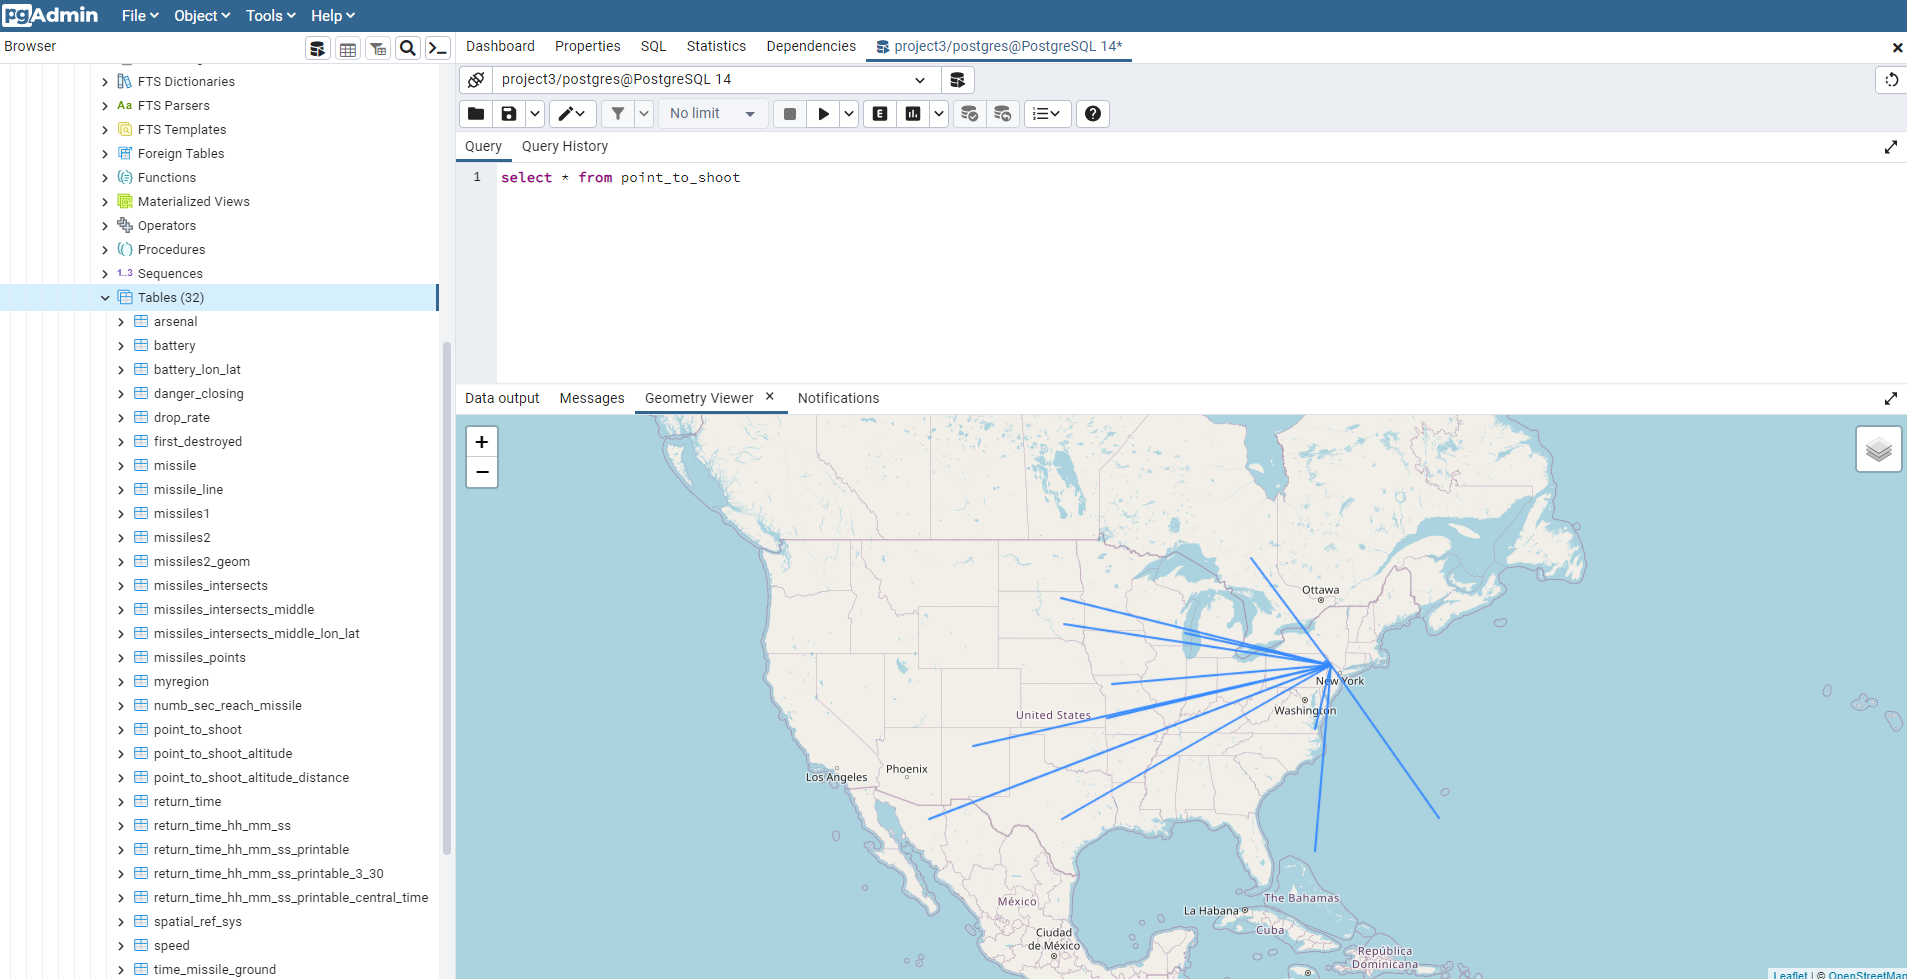 pgAdmin File Object Tools Help
Browser
Dashboard Properties SQL Statistics Dependencies project3/postgres@PostgreSQL 14*
project3/postgres@PostgreSQL 14
No limit
E
Query Query History
1 select * from point_to_shoot
FTS Dictionaries
Aa FTS Parsers
FTS Templates
Foreign Tables
Functions
Materialized Views
Operators
Procedures
1..3 Sequences
Tables (32)
arsenal
battery
battery_lon_lat
danger_closing
drop_rate
first_destroyed
missile
missile_line
missiles1
missiles2
missiles2_geom
missiles_intersects
missiles_intersects_middle
missiles_intersects_middle_lon_lat
missiles_points
myregion
numb_sec_reach_missile
point_to_shoot
point_to_shoot_altitude
point_to_shoot_altitude_distance
return_time
return_time_hh_mm_ss
return_time_hh_mm_ss_printable
return_time_hh_mm_ss_printable_3_30
return_time_hh_mm_ss_printable_central_time
spatial_ref_sys
speed
time_missile_ground
Data output Messages Geometry Viewer Notifications
+
−
Ottawa
New York
Washington
United States
Phoenix
Los Angeles
México
The Bahamas
La Habana
Cuba
Ciudad
de México
República
Dominicana
Leaflet | © OpenStreetMap